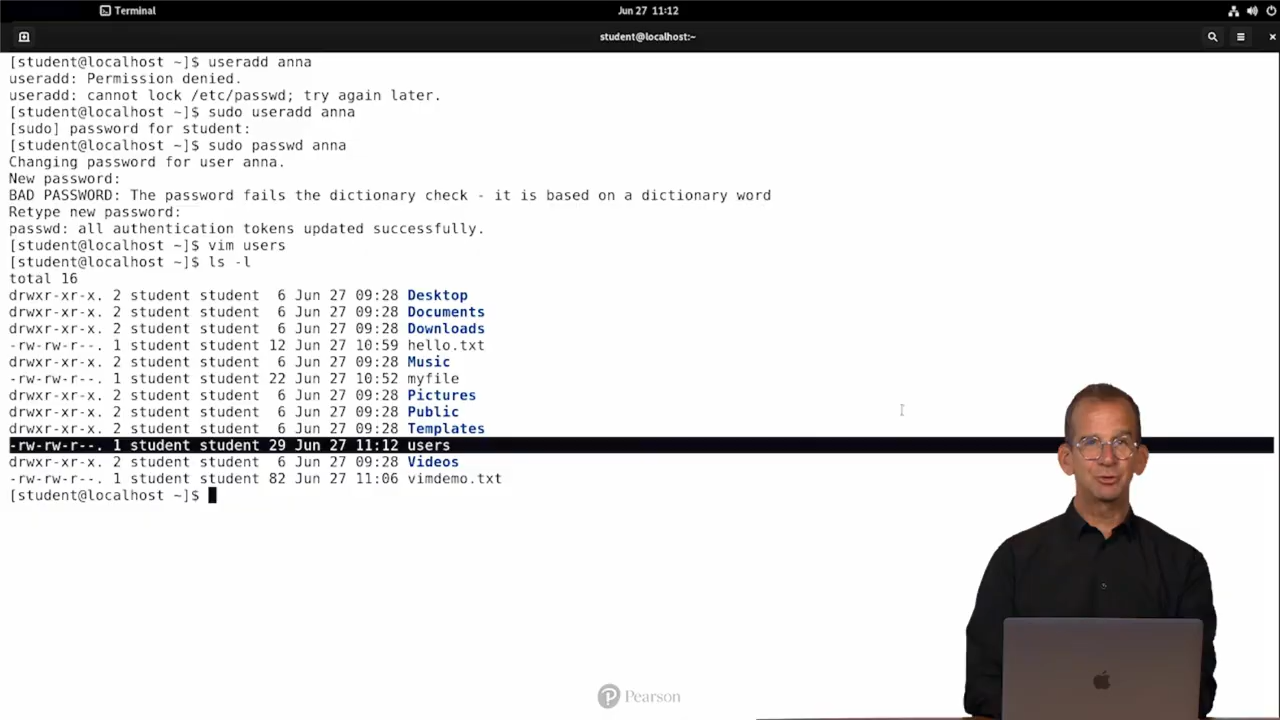 Terminal
Jun 27 11:12
student@localhost:~
[student@localhost ~]$ useradd anna
useradd: Permission denied.
useradd: cannot lock /etc/passwd; try again later.
[student@localhost ~]$ sudo useradd anna
[sudo] password for student:
[student@localhost ~]$ sudo passwd anna
Changing password for user anna.
New password:
BAD PASSWORD: The password fails the dictionary check - it is based on a dictionary word
Retype new password:
passwd: all authentication tokens updated successfully.
[student@localhost ~]$ vim users
[student@localhost ~]$ ls -l
total 16
drwxr-xr-x. 2 student student  6 Jun 27 09:28 Desktop
drwxr-xr-x. 2 student student  6 Jun 27 09:28 Documents
drwxr-xr-x. 2 student student  6 Jun 27 09:28 Downloads
-rw-rw-r--. 1 student student 12 Jun 27 10:59 hello.txt
drwxr-xr-x. 2 student student  6 Jun 27 09:28 Music
-rw-rw-r--. 1 student student 22 Jun 27 10:52 myfile
drwxr-xr-x. 2 student student  6 Jun 27 09:28 Pictures
drwxr-xr-x. 2 student student  6 Jun 27 09:28 Public
drwxr-xr-x. 2 student student  6 Jun 27 09:28 Templates
-rw-rw-r--. 1 student student 29 Jun 27 11:12 users
drwxr-xr-x. 2 student student  6 Jun 27 09:28 Videos
-rw-rw-r--. 1 student student 82 Jun 27 11:06 vimdemo.txt
[student@localhost ~]$
Pearson